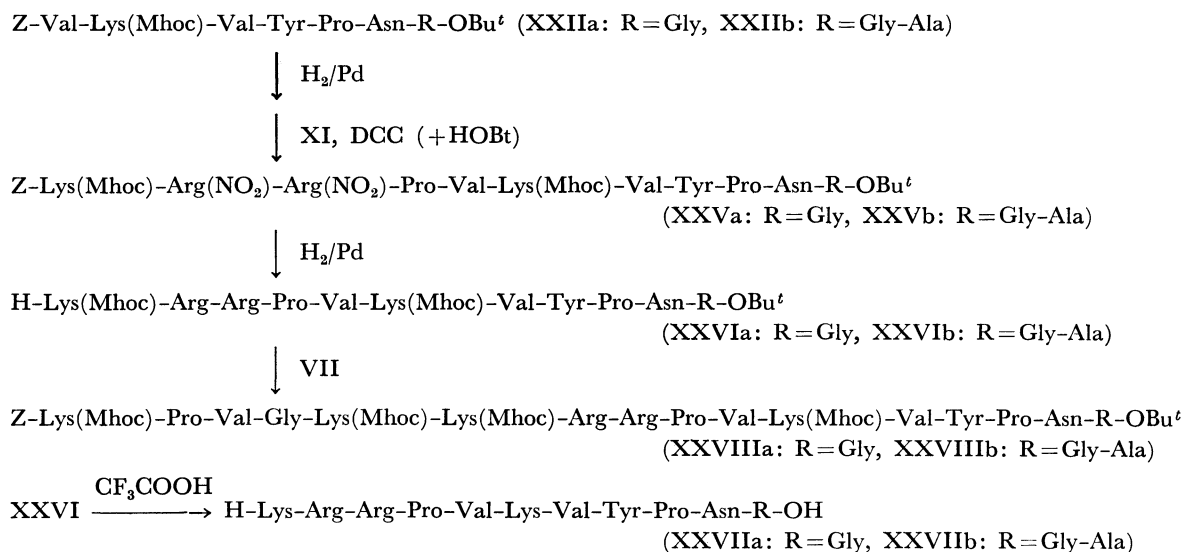 Z–Val–Lys(Mhoc)–Val–Tyr–Pro–Asn–R–OBuᵗ (XXIIa: R=Gly, XXIIb: R=Gly–Ala)
H₂/Pd
XI, DCC (+HOBt)
Z–Lys(Mhoc)–Arg(NO₂)–Arg(NO₂)–Pro–Val–Lys(Mhoc)–Val–Tyr–Pro–Asn–R–OBuᵗ
(XXVa: R=Gly, XXVb: R=Gly–Ala)
H₂/Pd
H–Lys(Mhoc)–Arg–Arg–Pro–Val–Lys(Mhoc)–Val–Tyr–Pro–Asn–R–OBuᵗ
(XXVIa: R=Gly, XXVIb: R=Gly–Ala)
VII
Z–Lys(Mhoc)–Pro–Val–Gly–Lys(Mhoc)–Lys(Mhoc)–Arg–Arg–Pro–Val–Lys(Mhoc)–Val–Tyr–Pro–Asn–R–OBuᵗ
(XXVIIIa: R=Gly, XXVIIIb: R=Gly–Ala)
CF₃COOH
XXVI ⟶ H–Lys–Arg–Arg–Pro–Val–Lys–Val–Tyr–Pro–Asn–R–OH
(XXVIIa: R=Gly, XXVIIb: R=Gly–Ala)